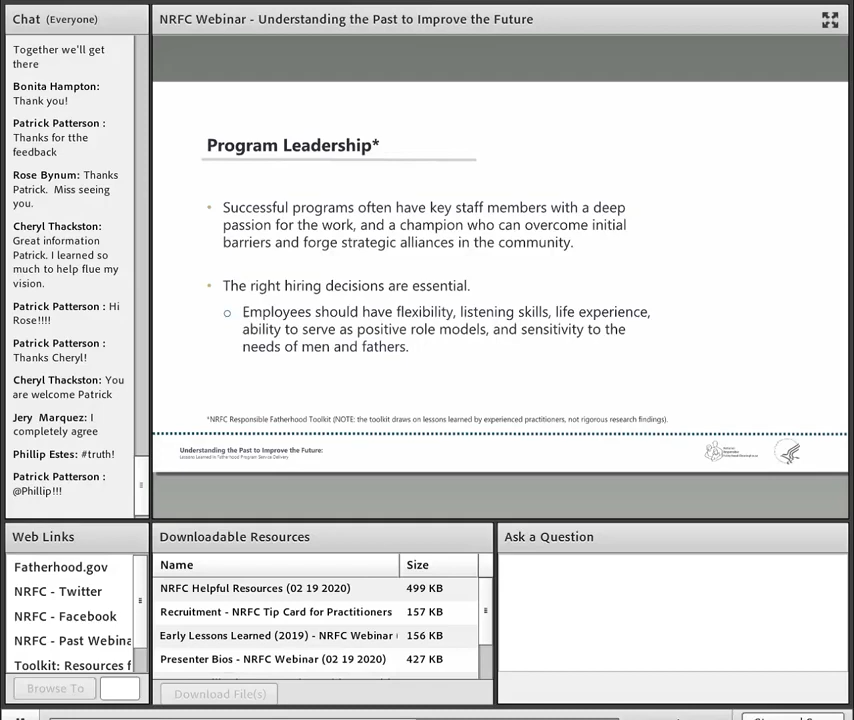 Chat (Everyone)
Together we'll get
there
Bonita Hampton:
Thank you!
Patrick Patterson :
Thanks for tthe
feedback
Rose Bynum: Thanks
Patrick. Miss seeing
you.
Cheryl Thackston:
Great information
Patrick. I learned so
much to help flue my
vision.
Patrick Patterson : Hi
Rose!!!!
Patrick Patterson :
Thanks Cheryl!
Cheryl Thackston: You
are welcome Patrick
Jery Marquez: I
completely agree
Phillip Estes: #truth!
Patrick Patterson :
@Phillip!!!
NRFC Webinar - Understanding the Past to Improve the Future
Program Leadership*
• Successful programs often have key staff members with a deep
passion for the work, and a champion who can overcome initial
barriers and forge strategic alliances in the community.
• The right hiring decisions are essential.
o Employees should have flexibility, listening skills, life experience,
ability to serve as positive role models, and sensitivity to the
needs of men and fathers.
*NRFC Responsible Fatherhood Toolkit (NOTE: the toolkit draws on lessons learned by experienced practitioners, not rigorous research findings).
Understanding the Past to Improve the Future:
Lessons Learned in Fatherhood Program Service Delivery
Web Links
Fatherhood.gov
NRFC - Twitter
NRFC - Facebook
NRFC - Past Webina
Toolkit: Resources f
Browse To
Downloadable Resources
Name Size
NRFC Helpful Resources (02 19 2020) 499 KB
Recruitment - NRFC Tip Card for Practitioners 157 KB
Early Lessons Learned (2019) - NRFC Webinar 156 KB
Presenter Bios - NRFC Webinar (02 19 2020) 427 KB
Download File(s)
Ask a Question